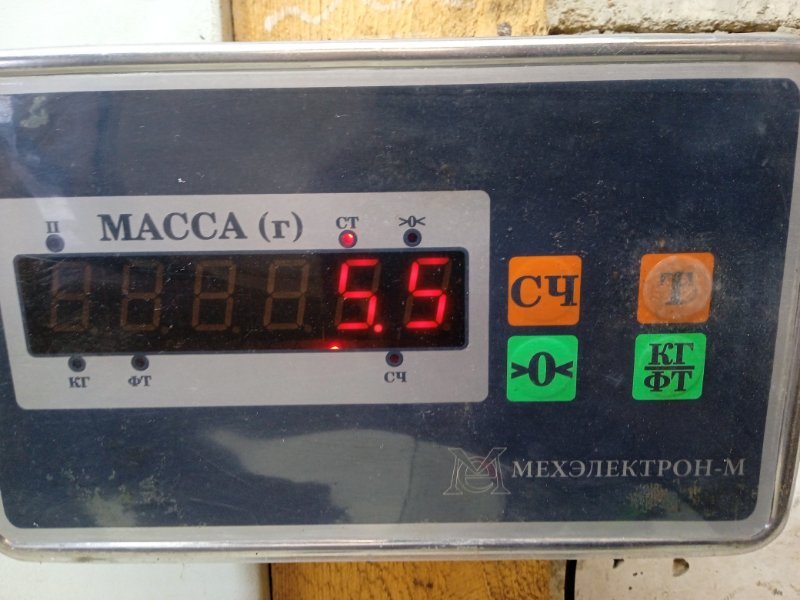 П МАССА (г) СТ >0<
5.5
КГ ФТ СЧ
СЧ Т
>0< КГ/ФТ
МЕХЭЛЕКТРОН-М